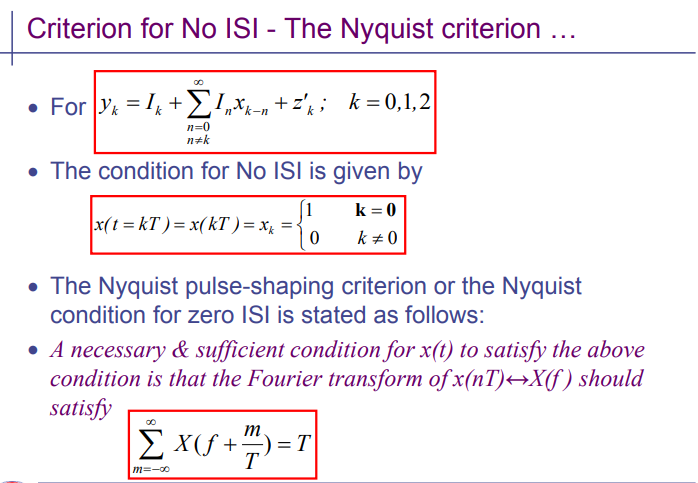 Criterion for No ISI - The Nyquist criterion …
• For y_k = I_k + ∑_{n=0, n≠k}^{∞} I_n x_{k−n} + z'_k ; k = 0,1,2
• The condition for No ISI is given by
x(t = kT) = x(kT) = x_k = { 1 k = 0
0 k ≠ 0
• The Nyquist pulse-shaping criterion or the Nyquist
condition for zero ISI is stated as follows:
• A necessary & sufficient condition for x(t) to satisfy the above
condition is that the Fourier transform of x(nT)↔X(f) should
satisfy
∑_{m=−∞}^{∞} X(f + m/T) = T